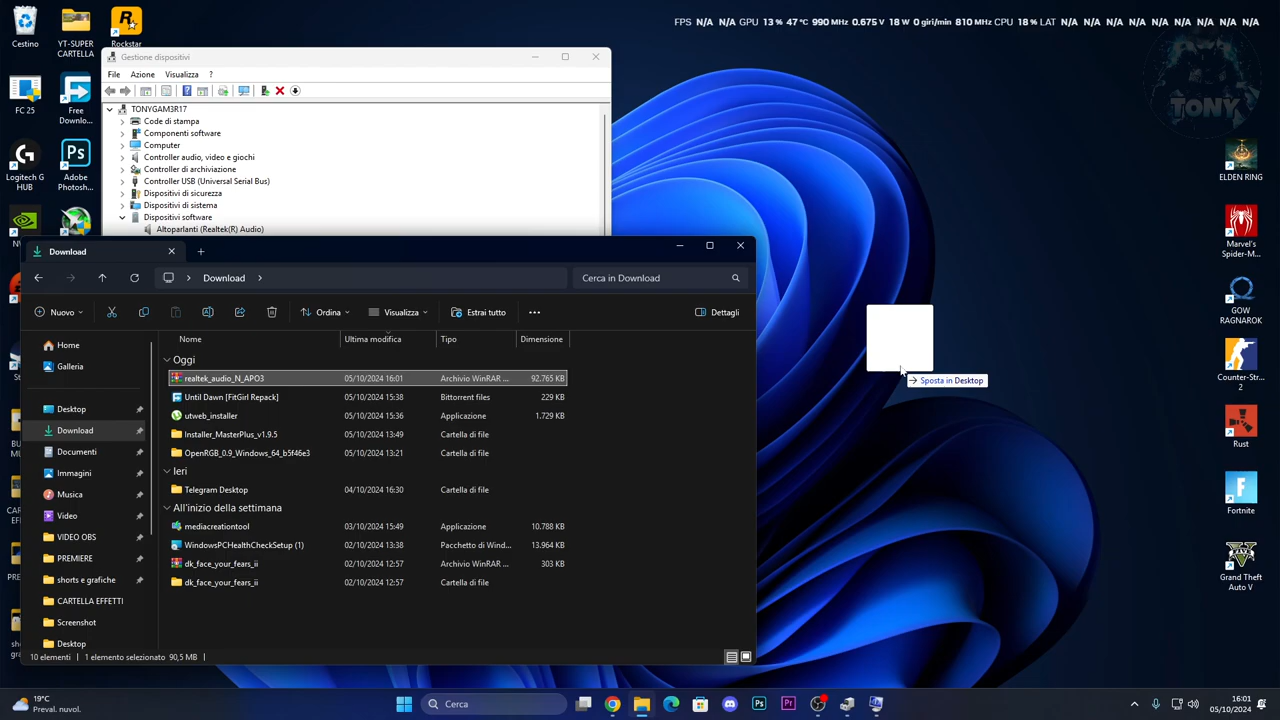 FPS N/A N/A GPU 13 % 47 °C 990 MHz 0.675 V 18 W 0 giri/min 810 MHz CPU 18 % LAT N/A N/A N/A N/A N/A N/A N/A N/A N/A N/A
Cestino
YT-SUPER CARTELLA
Rockstar
FC 25
Free Downlo...
Logitech G HUB
Ps
Adobe Photosh...
TONY
ELDEN RING
Marvel's Spider-M...
GOW RAGNAROK
Counter-Str... 2
Rust
Fortnite
Grand Theft Auto V
Gestione dispositivi
File Azione Visualizza ?
TONYGAM3R17
Code di stampa
Componenti software
Computer
Controller audio, video e giochi
Controller di archiviazione
Controller USB (Universal Serial Bus)
Dispositivi di sicurezza
Dispositivi di sistema
Dispositivi software
Altoparlanti (Realtek(R) Audio)
Download
Download
Cerca in Download
Nuovo
Ordina
Visualizza
Estrai tutto
Dettagli
Nome Ultima modifica Tipo Dimensione
Home
Galleria
Desktop
Download
Documenti
Immagini
Musica
Video
VIDEO OBS
PREMIERE
shorts e grafiche
CARTELLA EFFETTI
Screenshot
Desktop
Oggi
realtek_audio_N_APO3 05/10/2024 16:01 Archivio WinRAR ... 92.765 KB
Until Dawn [FitGirl Repack] 05/10/2024 15:38 Bittorrent files 229 KB
utweb_installer 05/10/2024 15:36 Applicazione 1.729 KB
Installer_MasterPlus_v1.9.5 05/10/2024 13:49 Cartella di file
OpenRGB_0.9_Windows_64_b5f46e3 05/10/2024 13:21 Cartella di file
Ieri
Telegram Desktop 04/10/2024 16:30 Cartella di file
All'inizio della settimana
mediacreationtool 03/10/2024 15:49 Applicazione 10.788 KB
WindowsPCHealthCheckSetup (1) 02/10/2024 13:38 Pacchetto di Wind... 13.964 KB
dk_face_your_fears_ii 02/10/2024 12:57 Archivio WinRAR ... 303 KB
dk_face_your_fears_ii 02/10/2024 12:57 Cartella di file
10 elementi 1 elemento selezionato 90,5 MB
Sposta in Desktop
19°C
Preval. nuvol.
Cerca
Ps
Pr
16:01
05/10/2024